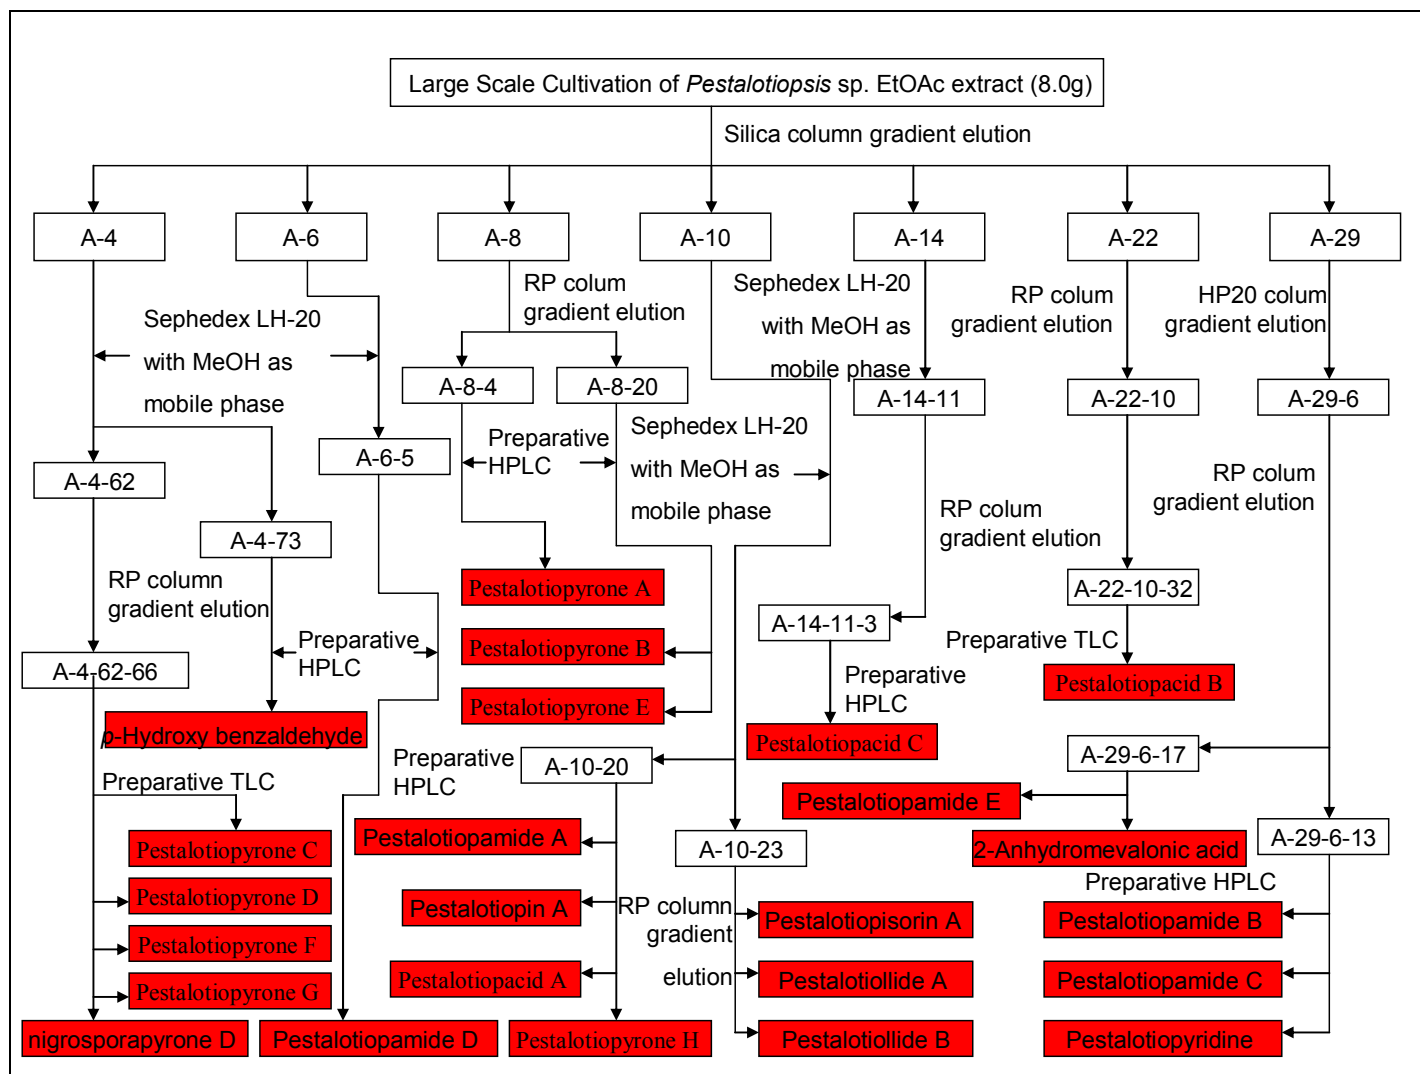 Large Scale Cultivation of Pestalotiopsis sp. EtOAc extract (8.0g)
Silica column gradient elution
A-4
A-6
A-8
A-10
A-14
A-22
A-29
Sephedex LH-20
with MeOH as
mobile phase
RP colum
gradient elution
Sephedex LH-20
with MeOH as
mobile phase
RP colum
gradient elution
HP20 colum
gradient elution
A-8-4
A-8-20
A-14-11
A-22-10
A-29-6
A-4-62
A-6-5
Preparative
HPLC
Sephedex LH-20
with MeOH as
mobile phase
RP colum
gradient elution
RP colum
gradient elution
A-4-73
RP column
gradient elution
Pestalotiopyrone A
A-22-10-32
A-14-11-3
Preparative
HPLC
Pestalotiopyrone B
Preparative TLC
A-4-62-66
Pestalotiopyrone E
Preparative
HPLC
Pestalotiopacid B
p-Hydroxy benzaldehyde
Pestalotiopacid C
Preparative TLC
Preparative
HPLC
A-10-20
A-29-6-17
Pestalotiopamide E
Pestalotiopyrone C
Pestalotiopamide A
A-10-23
2-Anhydromevalonic acid
A-29-6-13
Preparative HPLC
Pestalotiopyrone D
Pestalotiopin A
RP column
gradient
elution
Pestalotiopisorin A
Pestalotiopamide B
Pestalotiopyrone F
Pestalotiopacid A
Pestalotiollide A
Pestalotiopamide C
Pestalotiopyrone G
nigrosporapyrone D
Pestalotiopamide D
Pestalotiopyrone H
Pestalotiollide B
Pestalotiopyridine